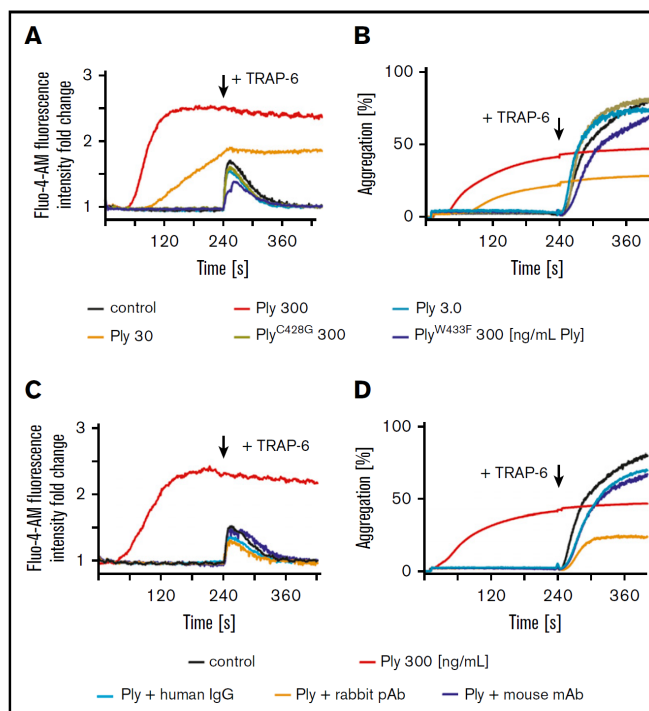 A
B
Fluo-4-AM fluorescence
intensity fold change
3
2
1
+ TRAP-6
120 240 360
Time [s]
Aggregation [%]
100
50
0
+ TRAP-6
120 240 360
Time [s]
control Ply 300 Ply 3.0
Ply 30 Ply^C428G 300 Ply^W433F 300 [ng/mL Ply]
C
D
Fluo-4-AM fluorescence
intensity fold change
3
2
1
+ TRAP-6
120 240 360
Time [s]
Aggregation [%]
100
50
0
+ TRAP-6
120 240 360
Time [s]
control Ply 300 [ng/mL]
Ply + human IgG Ply + rabbit pAb Ply + mouse mAb